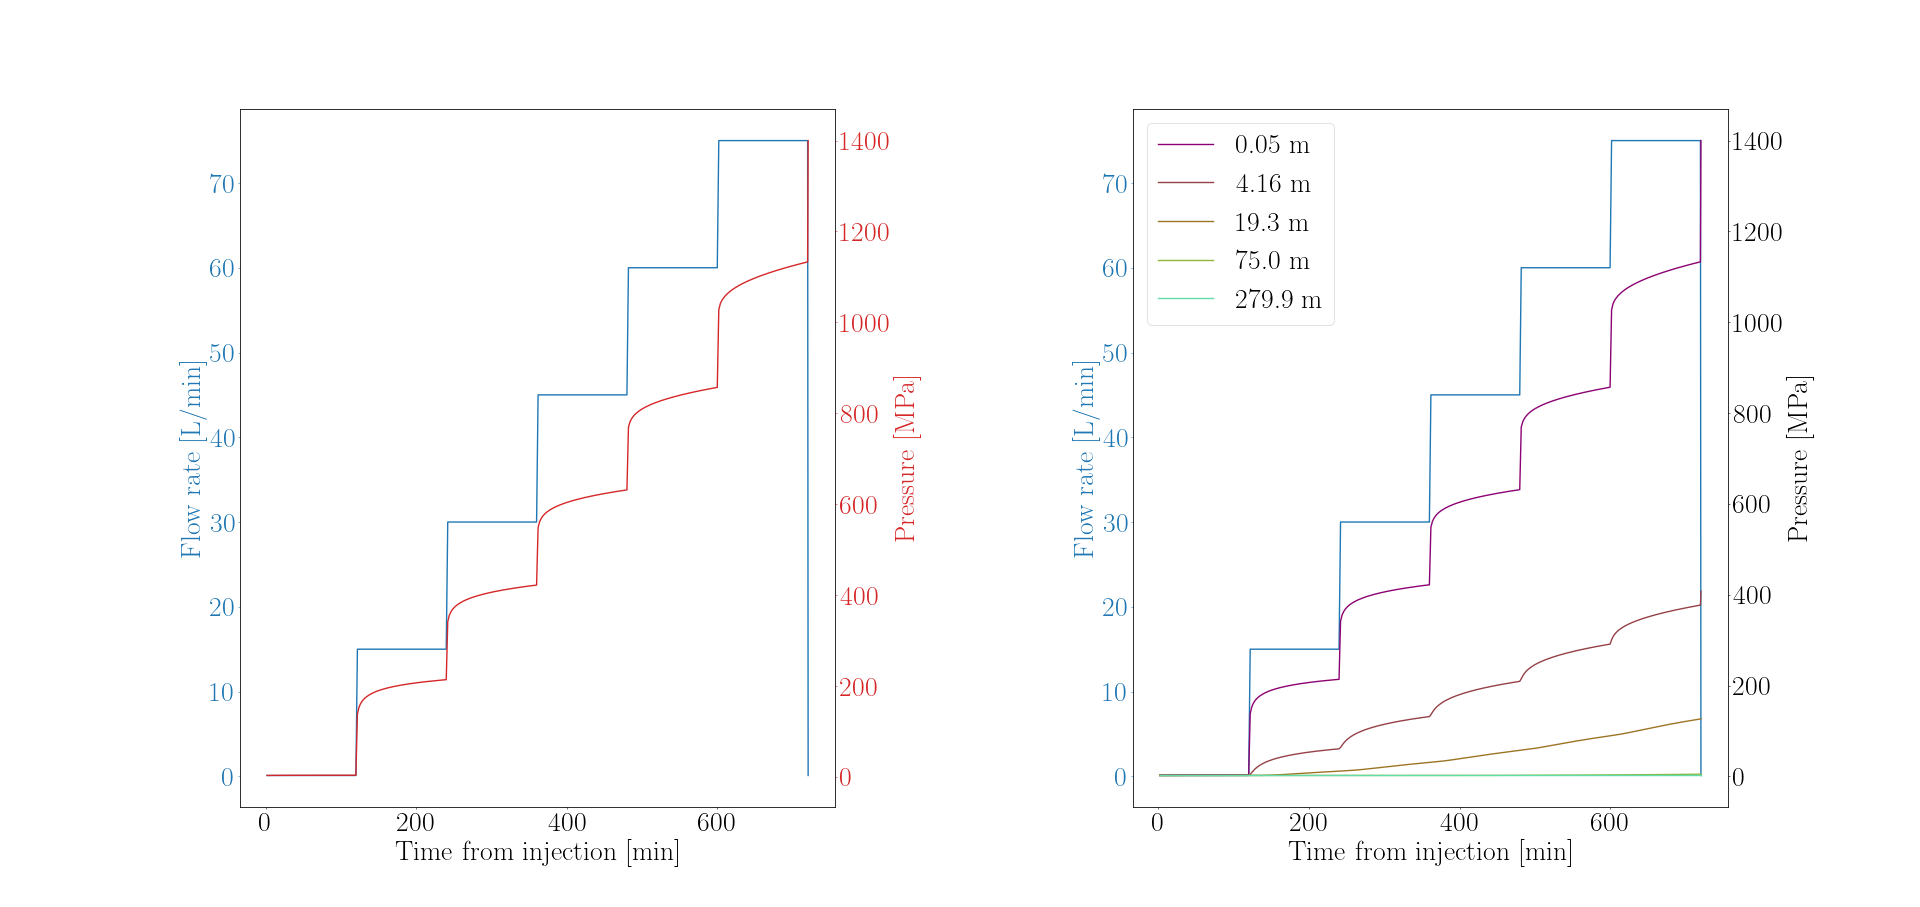 Flow rate [L/min]
70
60
50
40
30
20
10
0
1400
1200
1000
800
600
400
200
0
Pressure [MPa]
0 200 400 600
Time from injection [min]
Flow rate [L/min]
70
60
50
40
30
20
10
0
0.05 m
4.16 m
19.3 m
75.0 m
279.9 m
1400
1200
1000
800
600
400
200
0
Pressure [MPa]
0 200 400 600
Time from injection [min]